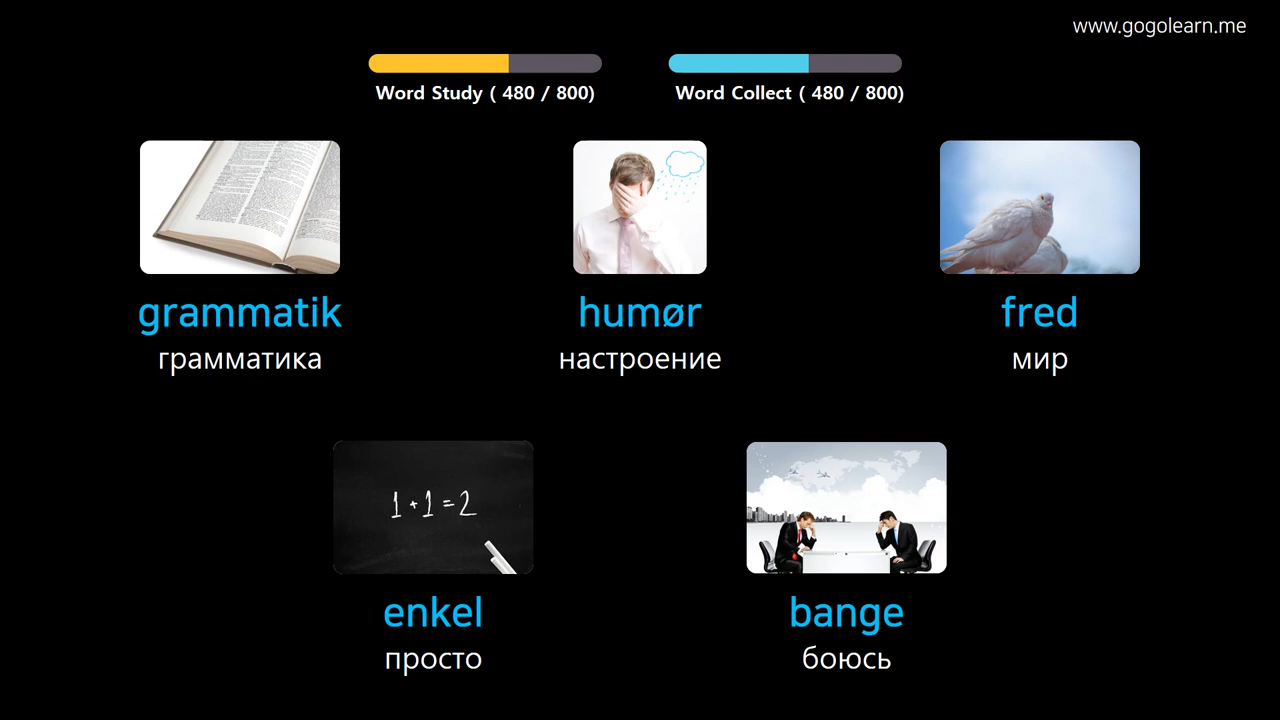 www.gogolearn.me
Word Study ( 480 / 800)
Word Collect ( 480 / 800)
grammatik
humør
fred
грамматика
настроение
мир
1 + 1 = 2
enkel
bange
просто
боюсь